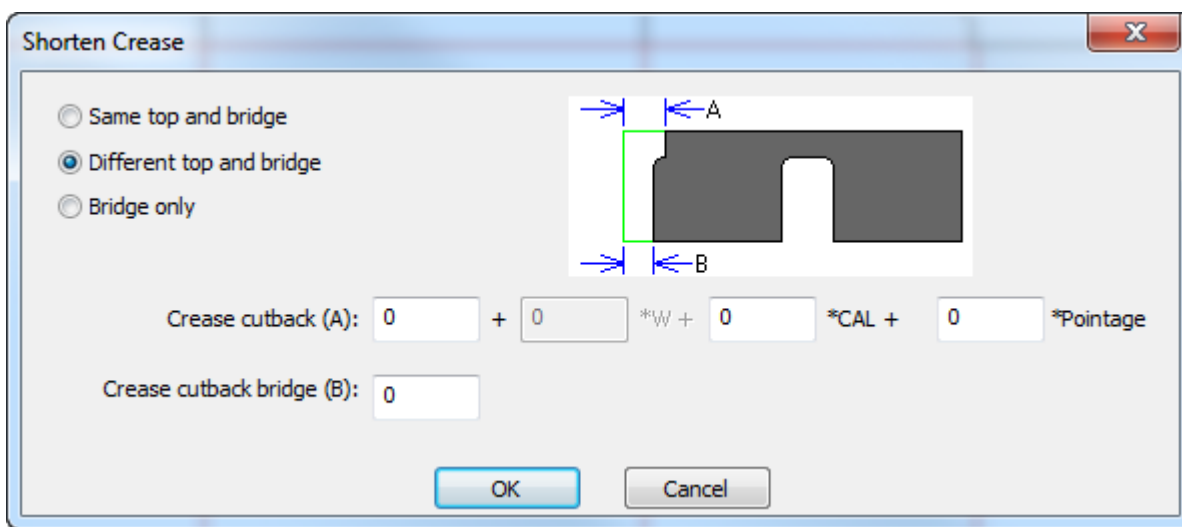 Shorten Crease
Same top and bridge
Different top and bridge
Bridge only
A
B
Crease cutback (A): 0 + 0 *W + 0 *CAL + 0 *Pointage
Crease cutback bridge (B): 0
OK Cancel